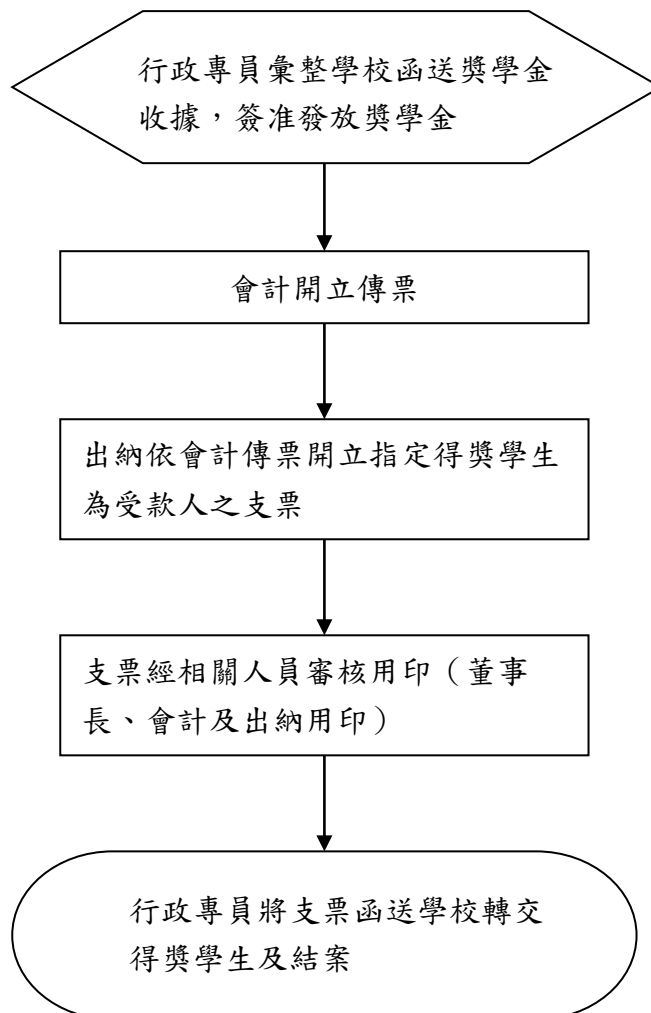 行政專員彙整學校函送獎學金
收據，簽准發放獎學金
會計開立傳票
出納依會計傳票開立指定得獎學生
為受款人之支票
支票經相關人員審核用印（董事
長、會計及出納用印）
行政專員將支票函送學校轉交
得獎學生及結案